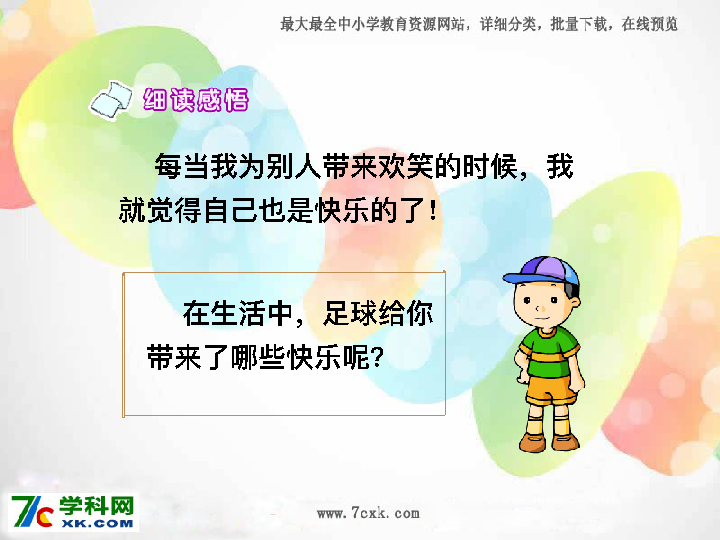 最大最全中小学教育资源网站，详细分类，批量下载，在线预览
细读感悟
每当我为别人带来欢笑的时候，我
就觉得自己也是快乐的了！
在生活中，足球给你
带来了哪些快乐呢？
7c学科网
XK.COM
www.7cxk.com